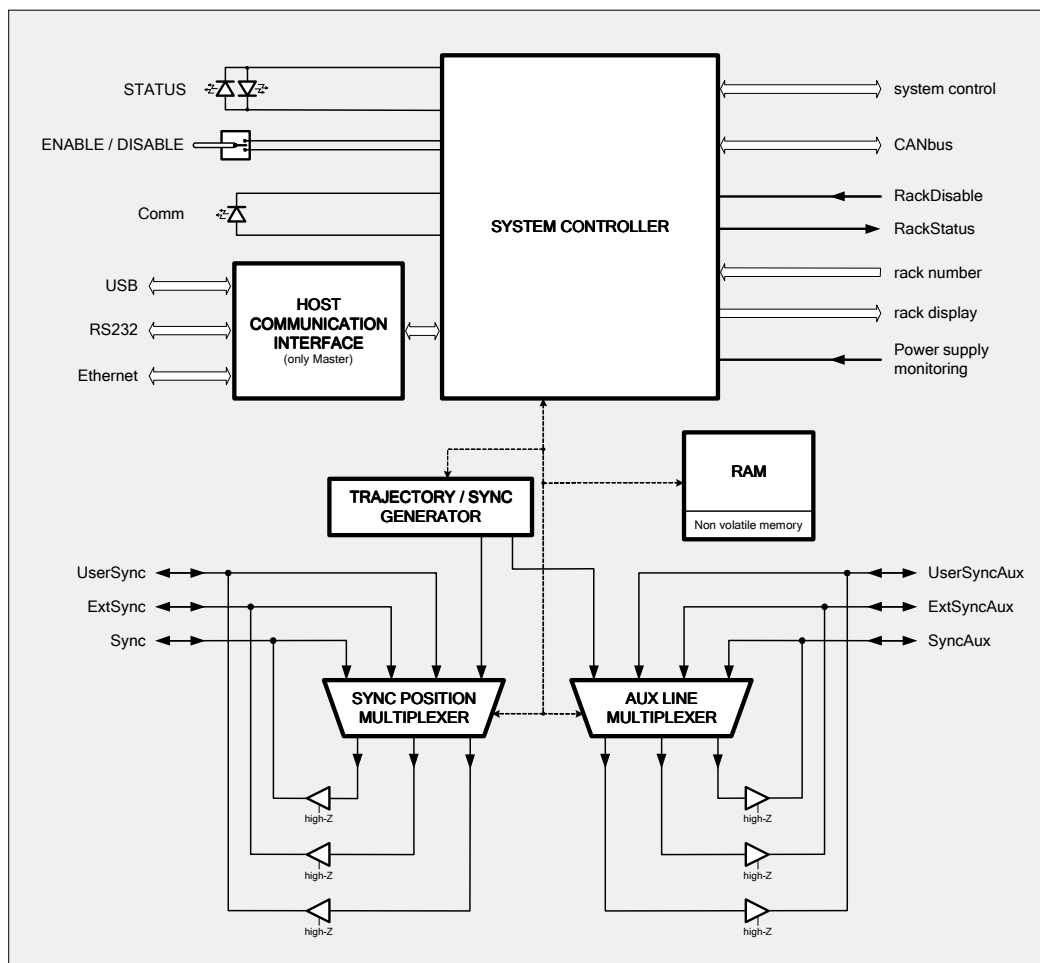 STATUS
ENABLE / DISABLE
Comm
SYSTEM CONTROLLER
system control
CANbus
RackDisable
RackStatus
rack number
rack display
Power supply
monitoring
USB
RS232
Ethernet
HOST
COMMUNICATION
INTERFACE
(only Master)
TRAJECTORY / SYNC
GENERATOR
RAM
Non volatile memory
UserSync
ExtSync
Sync
UserSyncAux
ExtSyncAux
SyncAux
SYNC POSITION
MULTIPLEXER
AUX LINE
MULTIPLEXER
high-Z
high-Z
high-Z
high-Z
high-Z
high-Z